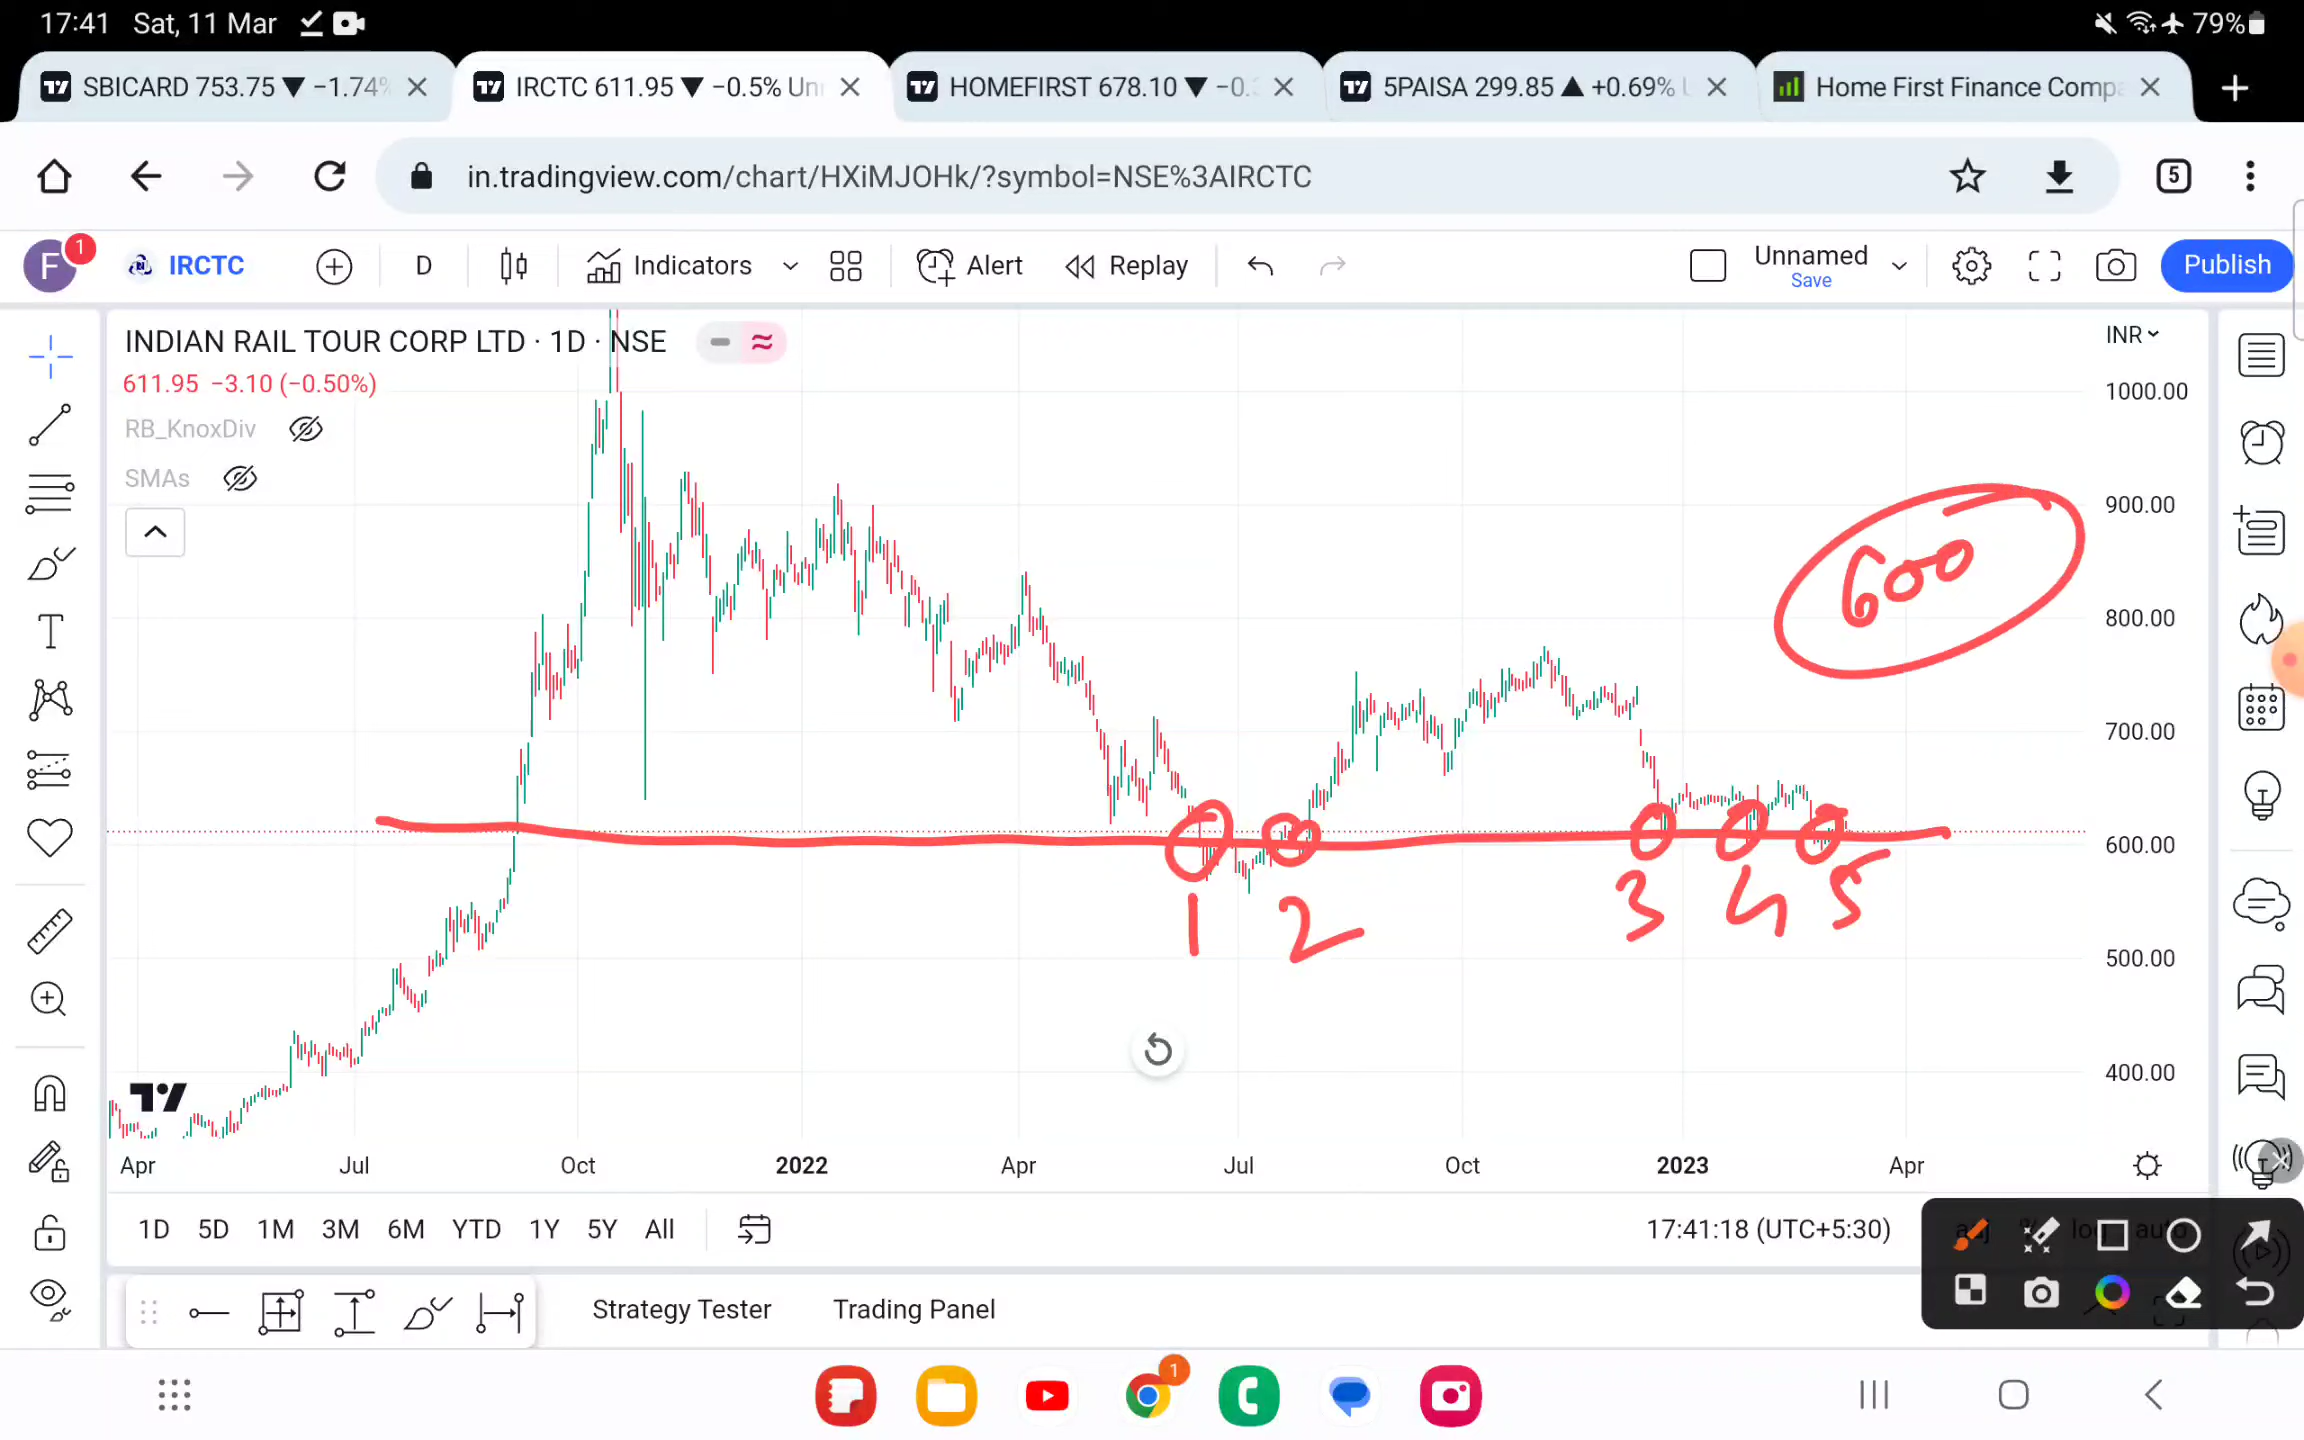 17:41 Sat, 11 Mar 79%
SBICARD 753.75 ▼ −1.74%
IRCTC 611.95 ▼ −0.5% Unn
HOMEFIRST 678.10 ▼ −0.
5PAISA 299.85 ▲ +0.69%
Home First Finance Comp
in.tradingview.com/chart/HXiMJOHk/?symbol=NSE%3AIRCTC
5
F 1 IRCTC D Indicators Alert Replay Unnamed Publish
Save
INDIAN RAIL TOUR CORP LTD · 1D · NSE
INR
611.95 −3.10 (−0.50%)
1000.00
RB_KnoxDiv
SMAs
900.00
600
800.00
700.00
600.00
1 2 3 4 5
500.00
400.00
Apr Jul Oct 2022 Apr Jul Oct 2023 Apr
1D 5D 1M 3M 6M YTD 1Y 5Y All
17:41:18 (UTC+5:30)
auto
Strategy Tester Trading Panel
1